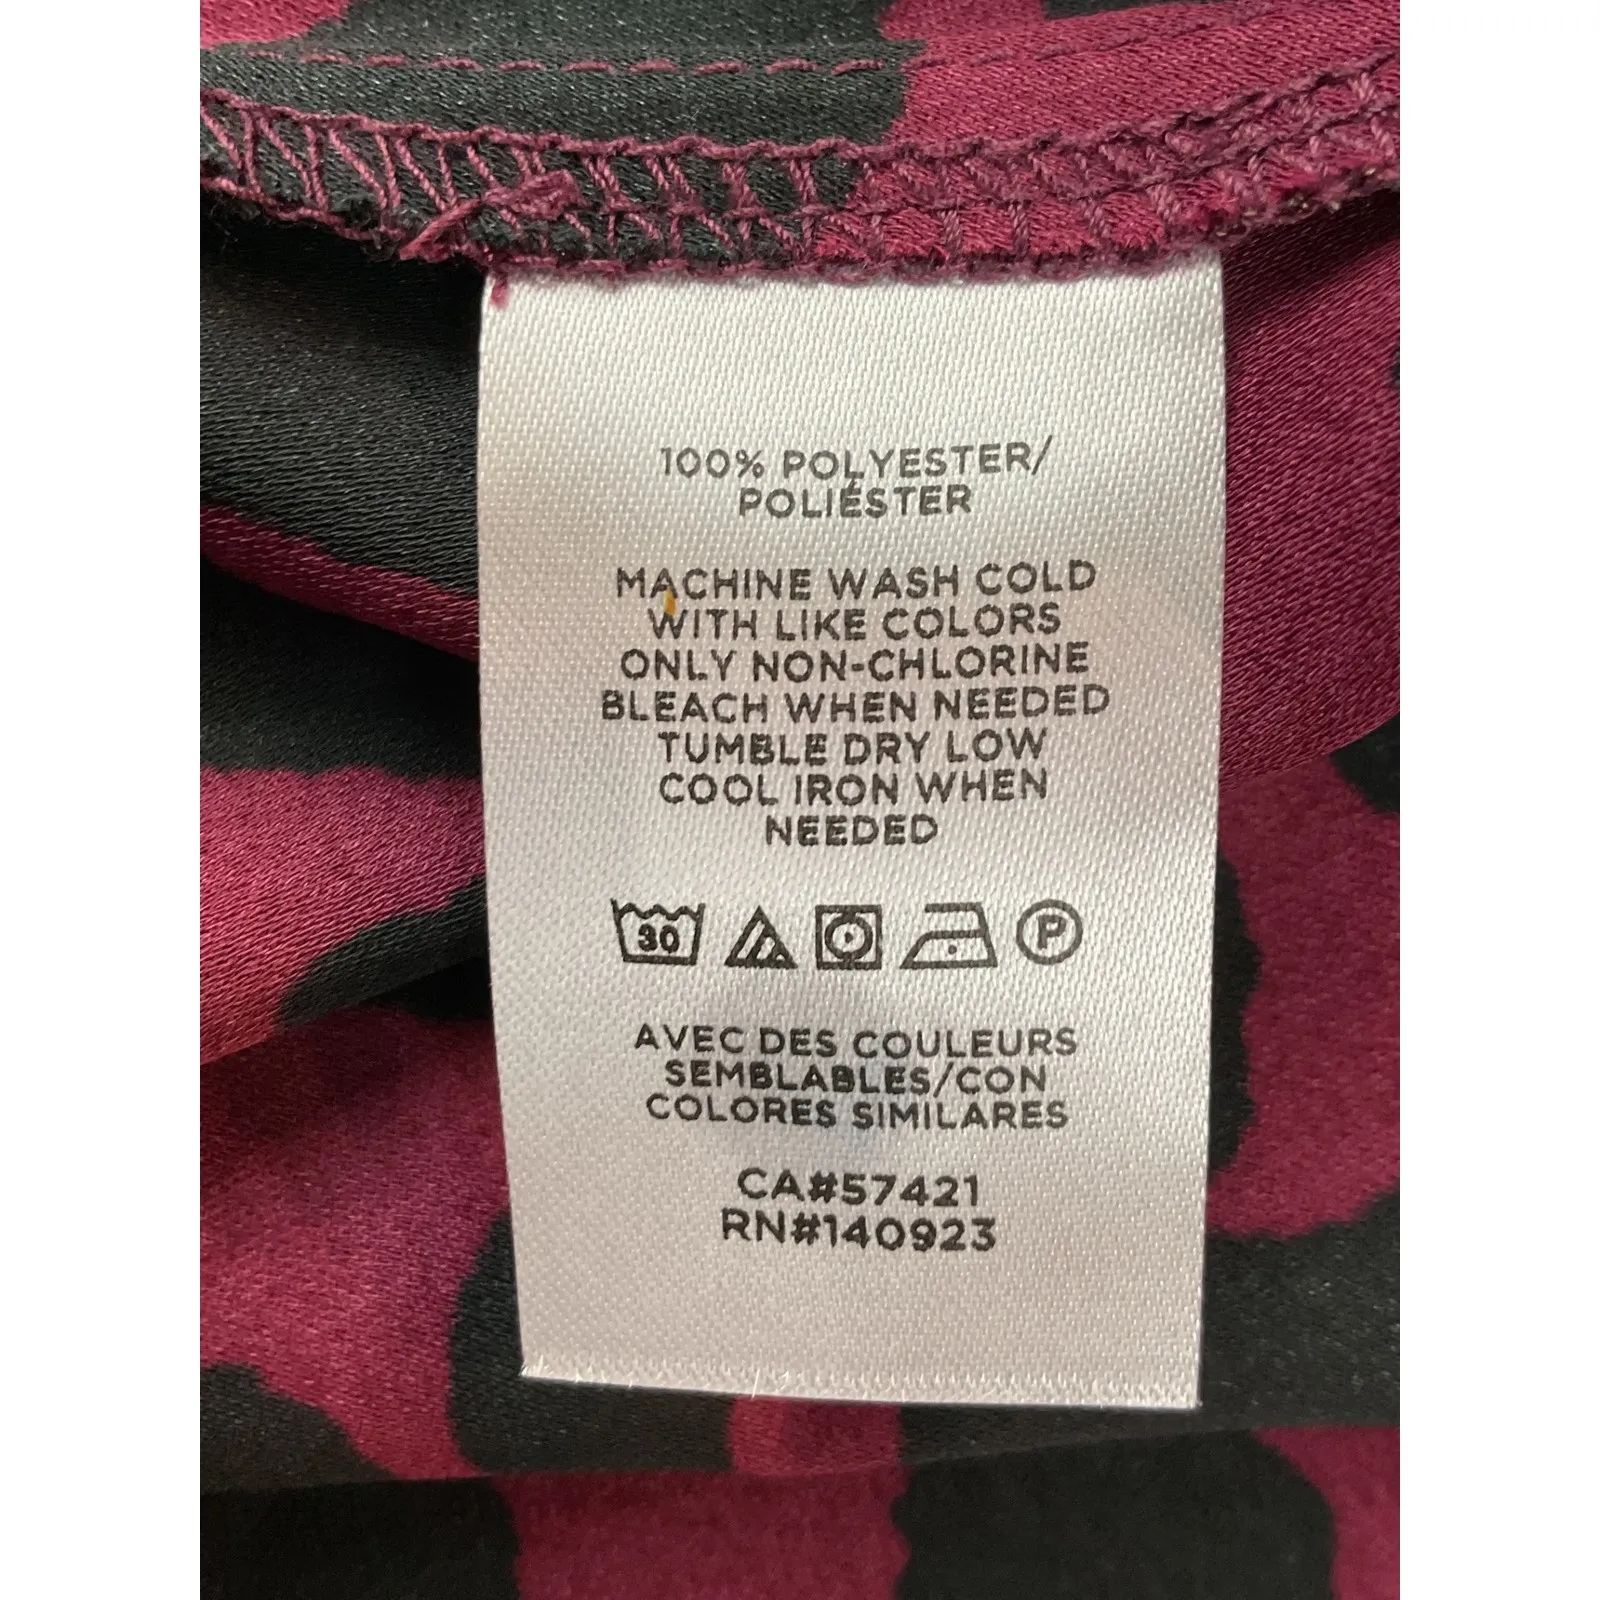 100% POLYESTER/
POLIÉSTER
MACHINE WASH COLD
WITH LIKE COLORS
ONLY NON-CHLORINE
BLEACH WHEN NEEDED
TUMBLE DRY LOW
COOL IRON WHEN
NEEDED
30 P
AVEC DES COULEURS
SEMBLABLES/CON
COLORES SIMILARES
CA#57421
RN#140923